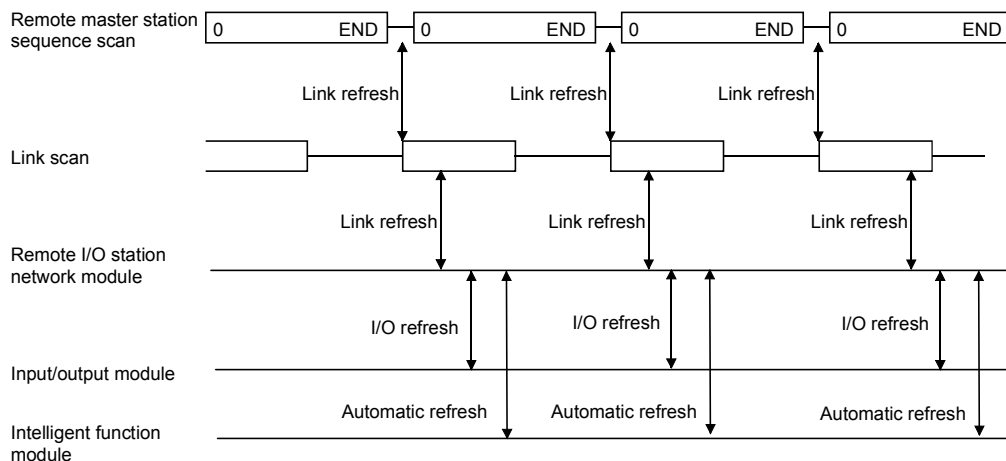 Remote master station
sequence scan
0 END 0 END 0 END 0 END
Link refresh Link refresh Link refresh
Link scan
Link refresh Link refresh Link refresh
Remote I/O station
network module
I/O refresh I/O refresh I/O refresh
Input/output module
Automatic refresh Automatic refresh Automatic refresh
Intelligent function
module